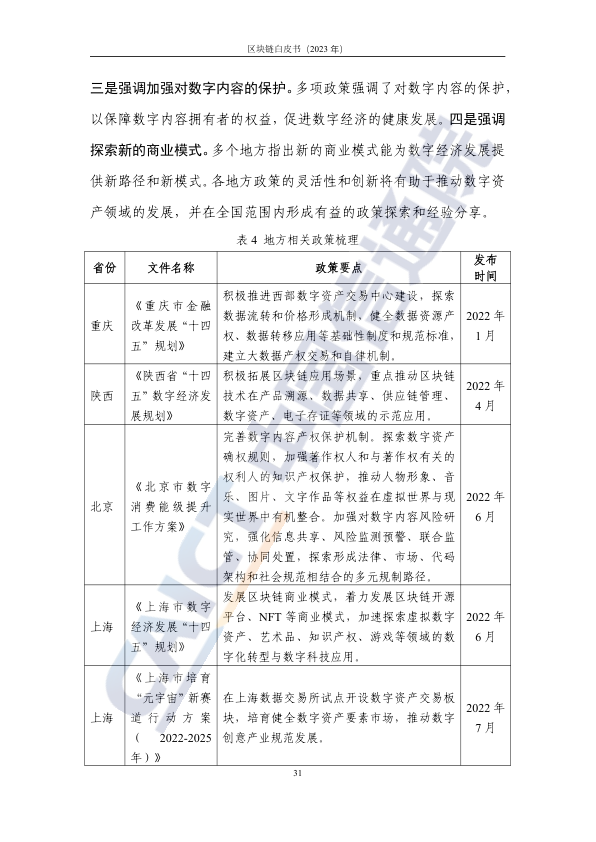 区块链白皮书（2023 年）
三是强调加强对数字内容的保护。多项政策强调了对数字内容的保护，
以保障数字内容拥有者的权益，促进数字经济的健康发展。四是强调
探索新的商业模式。多个地方指出新的商业模式能为数字经济发展提
供新路径和新模式。各地方政策的灵活性和创新将有助于推动数字资
产领域的发展，并在全国范围内形成有益的政策探索和经验分享。
表 4 地方相关政策梳理
省份 文件名称 政策要点 发布
时间
重庆
《重庆市金融
改革发展“十四
五”规划》
积极推进西部数字资产交易中心建设，探索
数据流转和价格形成机制，健全数据资源产
权、数据转移应用等基础性制度和规范标准，
建立大数据产权交易和自律机制。
2022 年
1 月
陕西
《陕西省“十四
五”数字经济发
展规划》
积极拓展区块链应用场景，重点推动区块链
技术在产品溯源、数据共享、供应链管理、
数字资产、电子存证等领域的示范应用。
2022 年
4 月
北京
《北京市数字
消费能级提升
工作方案》
完善数字内容产权保护机制。探索数字资产
确权规则，加强著作权人和与著作权有关的
权利人的知识产权保护，推动人物形象、音
乐、图片、文字作品等权益在虚拟世界与现
实世界中有机整合。加强对数字内容风险研
究，强化信息共享、风险监测预警、联合监
管、协同处置，探索形成法律、市场、代码
架构和社会规范相结合的多元规制路径。
2022 年
6 月
上海
《上海市数字
经济发展“十四
五”规划》
发展区块链商业模式，着力发展区块链开源
平台、NFT 等商业模式，加速探索虚拟数字
资产、艺术品、知识产权、游戏等领域的数
字化转型与数字科技应用。
2022 年
6 月
上海
《上海市培育
“元宇宙”新赛
道行动方案
（ 2022-2025
年）》
在上海数据交易所试点开设数字资产交易板
块，培育健全数字资产要素市场，推动数字
创意产业规范发展。
2022 年
7 月
31
CAICT 中国信通院